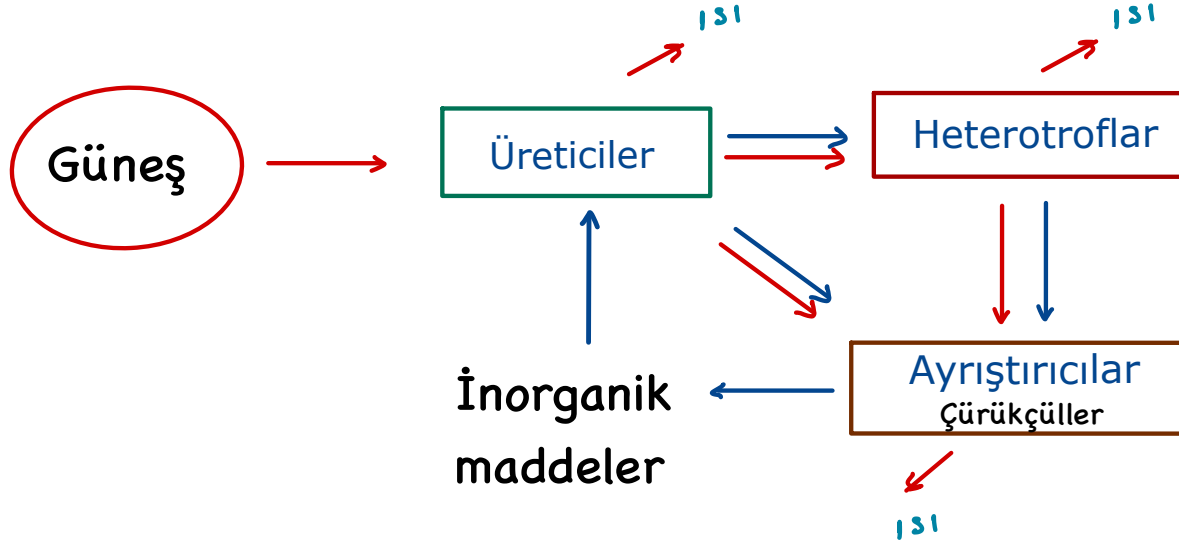 ısı
ısı
Güneş
Üreticiler
Heterotroflar
İnorganik
maddeler
Ayrıştırıcılar
Çürükçüller
ısı